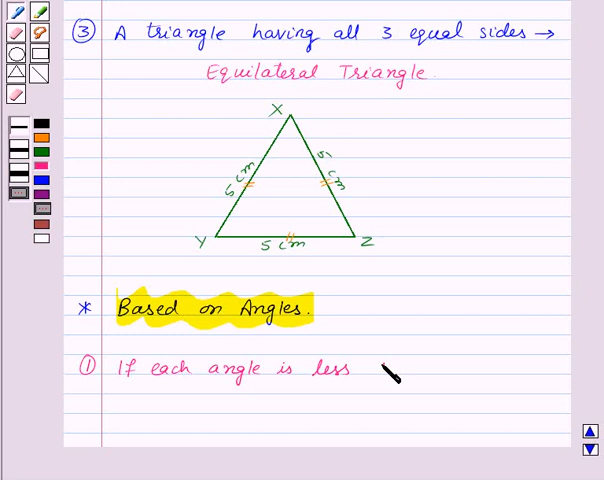 ③ A triangle having all 3 equal sides →
Equilateral Triangle.
X
5 cm
5 cm
Y
5 cm
Z
* Based on Angles.
① If each angle is less